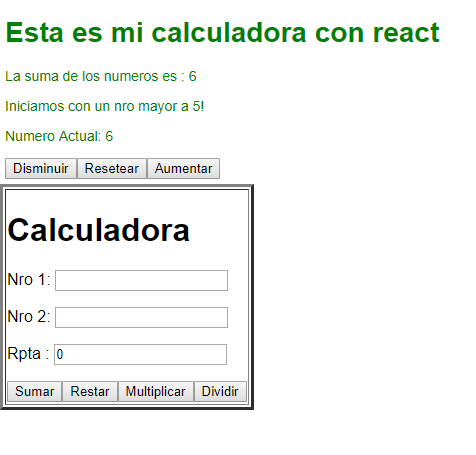 Esta es mi calculadora con react
La suma de los numeros es : 6
Iniciamos con un nro mayor a 5!
Numero Actual: 6
Disminuir Resetear Aumentar
Calculadora
Nro 1:
Nro 2:
Rpta : 0
Sumar Restar Multiplicar Dividir